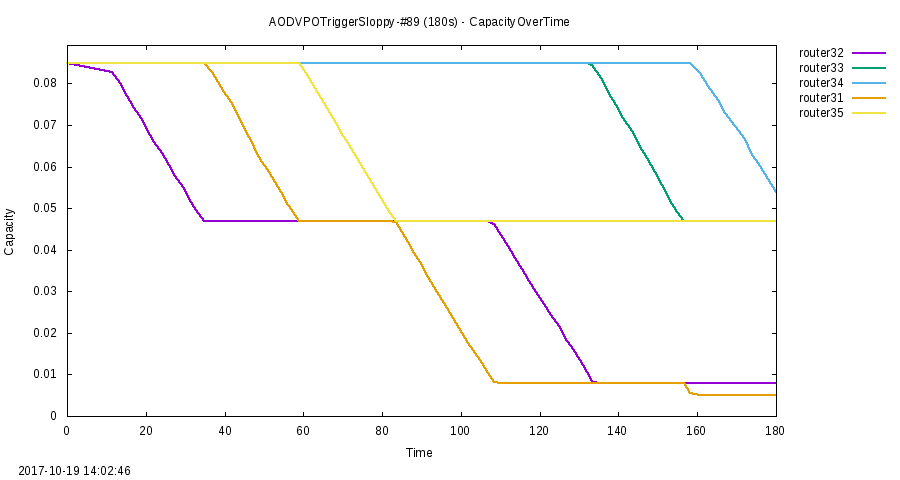 AODVPOTriggerSloppy-#89 (180s) - CapacityOverTime
router32
router33
router34
router31
router35
0.08
0.07
0.06
0.05
0.04
0.03
0.02
0.01
0
Capacity
0 20 40 60 80 100 120 140 160 180
Time
2017-10-19 14:02:46